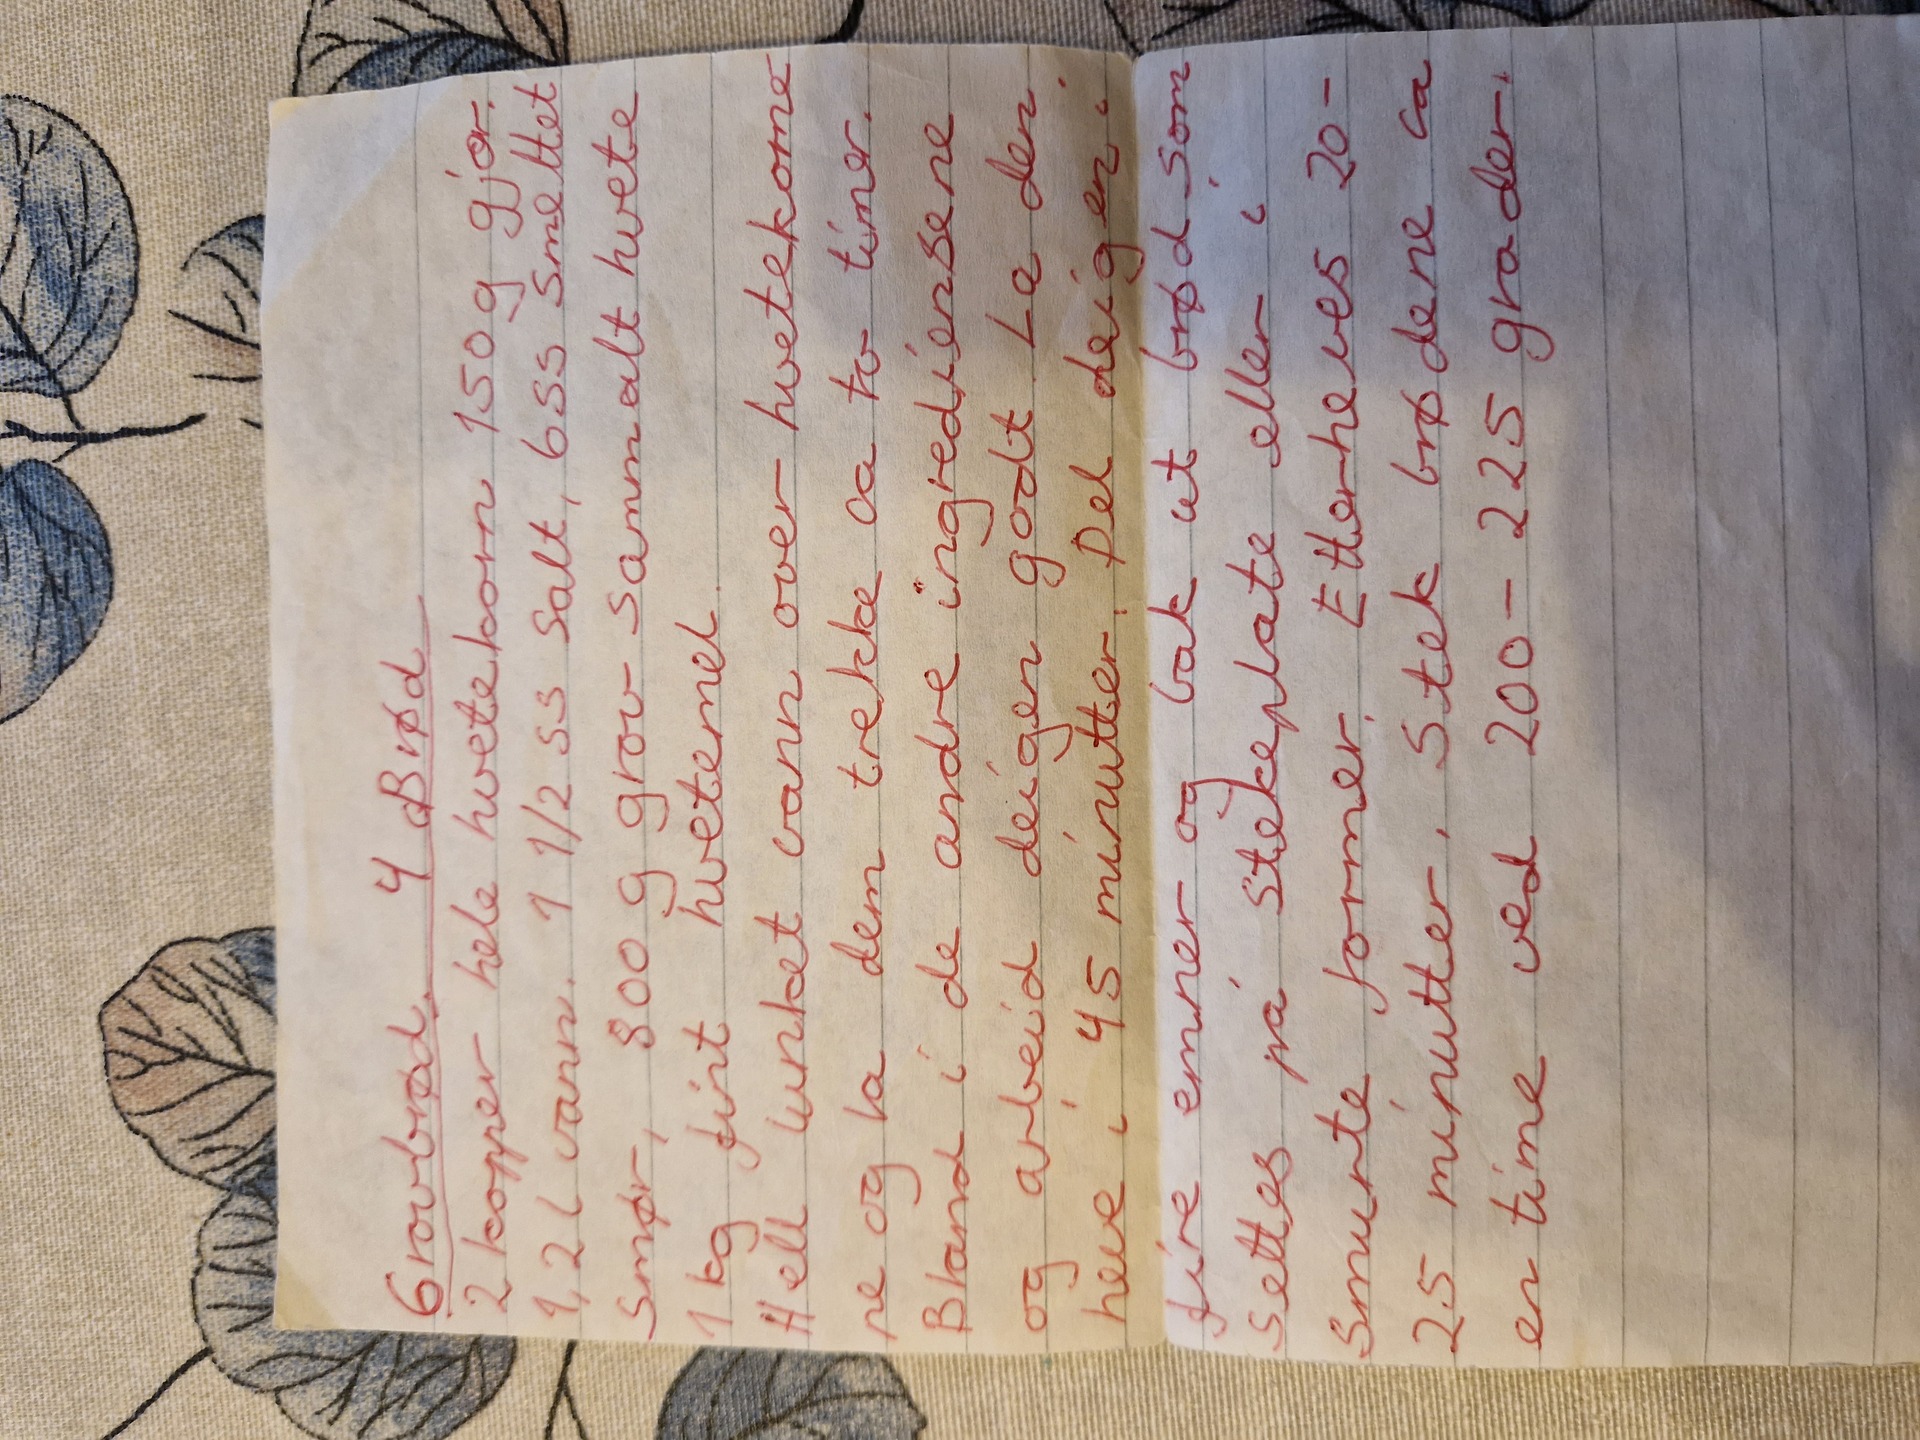 Grovbrød. 4 Brød
2 kopper hele hvetekorn 150 g gjær.
1,2 l vann. 1 1/2 ss salt, 6 ss smeltet
smør, 800 g grov sammalt hvete
1 kg fint hvetemel.
Hell lunket vann over hvetekorne
ne og la dem trekke ca to timer.
Bland i de andre ingrediensene
og arbeid deigen godt. La den
heve i 45 minutter. Del deigen i
fire emner og bak ut brød som
settes på stekeplate eller i
smurte former. Etterheves 20-
25 minutter. Stek brødene ca
en time ved 200-225 grader.